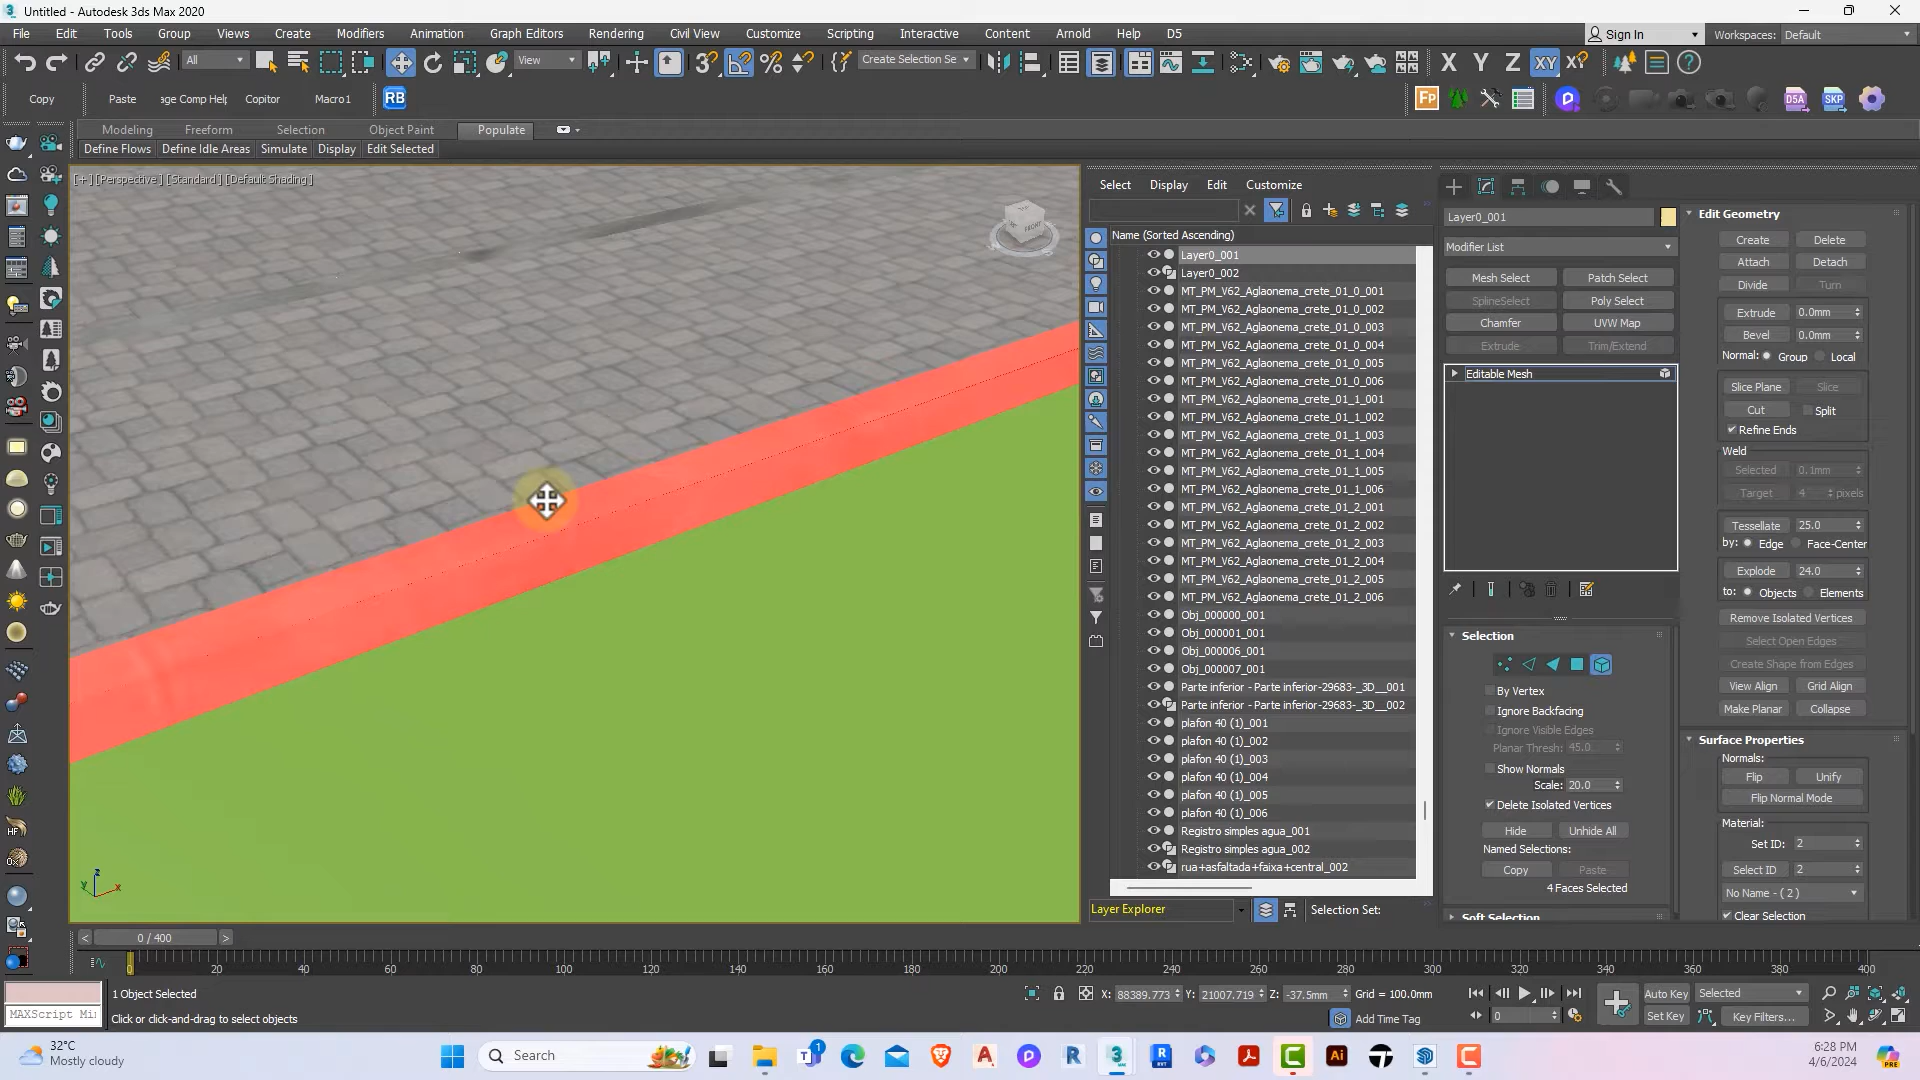 Untitled - Autodesk 3ds Max 2020
File Edit Tools Group Views Create Modifiers Animation Graph Editors Rendering Civil View Customize Scripting Interactive Content Arnold Help D5
Sign In Workspaces: Default
All View Create Selection Se X Y Z XY
Copy Paste age Comp Help Copitor Macro1 RB Fp D5A SKP
Modeling Freeform Selection Object Paint Populate
Define Flows Define Idle Areas Simulate Display Edit Selected
[+] [Perspective ] [Standard ] [Default Shading ]
FRONT
Select Display Edit Customize
Name (Sorted Ascending)
Layer0_001
Layer0_002
MT_PM_V62_Aglaonema_crete_01_0_001
MT_PM_V62_Aglaonema_crete_01_0_002
MT_PM_V62_Aglaonema_crete_01_0_003
MT_PM_V62_Aglaonema_crete_01_0_004
MT_PM_V62_Aglaonema_crete_01_0_005
MT_PM_V62_Aglaonema_crete_01_0_006
MT_PM_V62_Aglaonema_crete_01_1_001
MT_PM_V62_Aglaonema_crete_01_1_002
MT_PM_V62_Aglaonema_crete_01_1_003
MT_PM_V62_Aglaonema_crete_01_1_004
MT_PM_V62_Aglaonema_crete_01_1_005
MT_PM_V62_Aglaonema_crete_01_1_006
MT_PM_V62_Aglaonema_crete_01_2_001
MT_PM_V62_Aglaonema_crete_01_2_002
MT_PM_V62_Aglaonema_crete_01_2_003
MT_PM_V62_Aglaonema_crete_01_2_004
MT_PM_V62_Aglaonema_crete_01_2_005
MT_PM_V62_Aglaonema_crete_01_2_006
Obj_000000_001
Obj_000001_001
Obj_000006_001
Obj_000007_001
Parte inferior - Parte inferior-29683-_3D__001
Parte inferior - Parte inferior-29683-_3D__002
plafon 40 (1)_001
plafon 40 (1)_002
plafon 40 (1)_003
plafon 40 (1)_004
plafon 40 (1)_005
plafon 40 (1)_006
Registro simples agua_001
Registro simples agua_002
rua+asfaltada+faixa+central_002
Layer Explorer Selection Set:
Layer0_001
Modifier List
Mesh Select Patch Select
SplineSelect Poly Select
Chamfer UVW Map
Extrude Trim/Extend
Editable Mesh
Selection
By Vertex
Ignore Backfacing
Ignore Visible Edges
Planar Thresh: 45.0
Show Normals
Scale: 20.0
Delete Isolated Vertices
Hide Unhide All
Named Selections:
Copy Paste
4 Faces Selected
Soft Selection
Edit Geometry
Create Delete
Attach Detach
Divide Turn
Extrude 0.0mm
Bevel 0.0mm
Normal: Group Local
Slice Plane Slice
Cut Split
Refine Ends
Weld
Selected 0.1mm
Target 4 pixels
Tessellate 25.0
by: Edge Face-Center
Explode 24.0
to: Objects Elements
Remove Isolated Vertices
Select Open Edges
Create Shape from Edges
View Align Grid Align
Make Planar Collapse
Surface Properties
Normals:
Flip Unify
Flip Normal Mode
Material:
Set ID: 2
Select ID 2
No Name - ( 2 )
Clear Selection
z y x
< 0 / 400 >
0 20 40 60 80 100 120 140 160 180 200 220 240 260 280 300 320 340 360 380 400
1 Object Selected X: 88389.773 Y: 21007.719 Z: -37.5mm Grid = 100.0mm Auto Key Selected
MAXScript Mi Click or click-and-drag to select objects Add Time Tag 0 Set Key Key Filters...
32°C
Mostly cloudy
Search
1
6:28 PM
4/6/2024